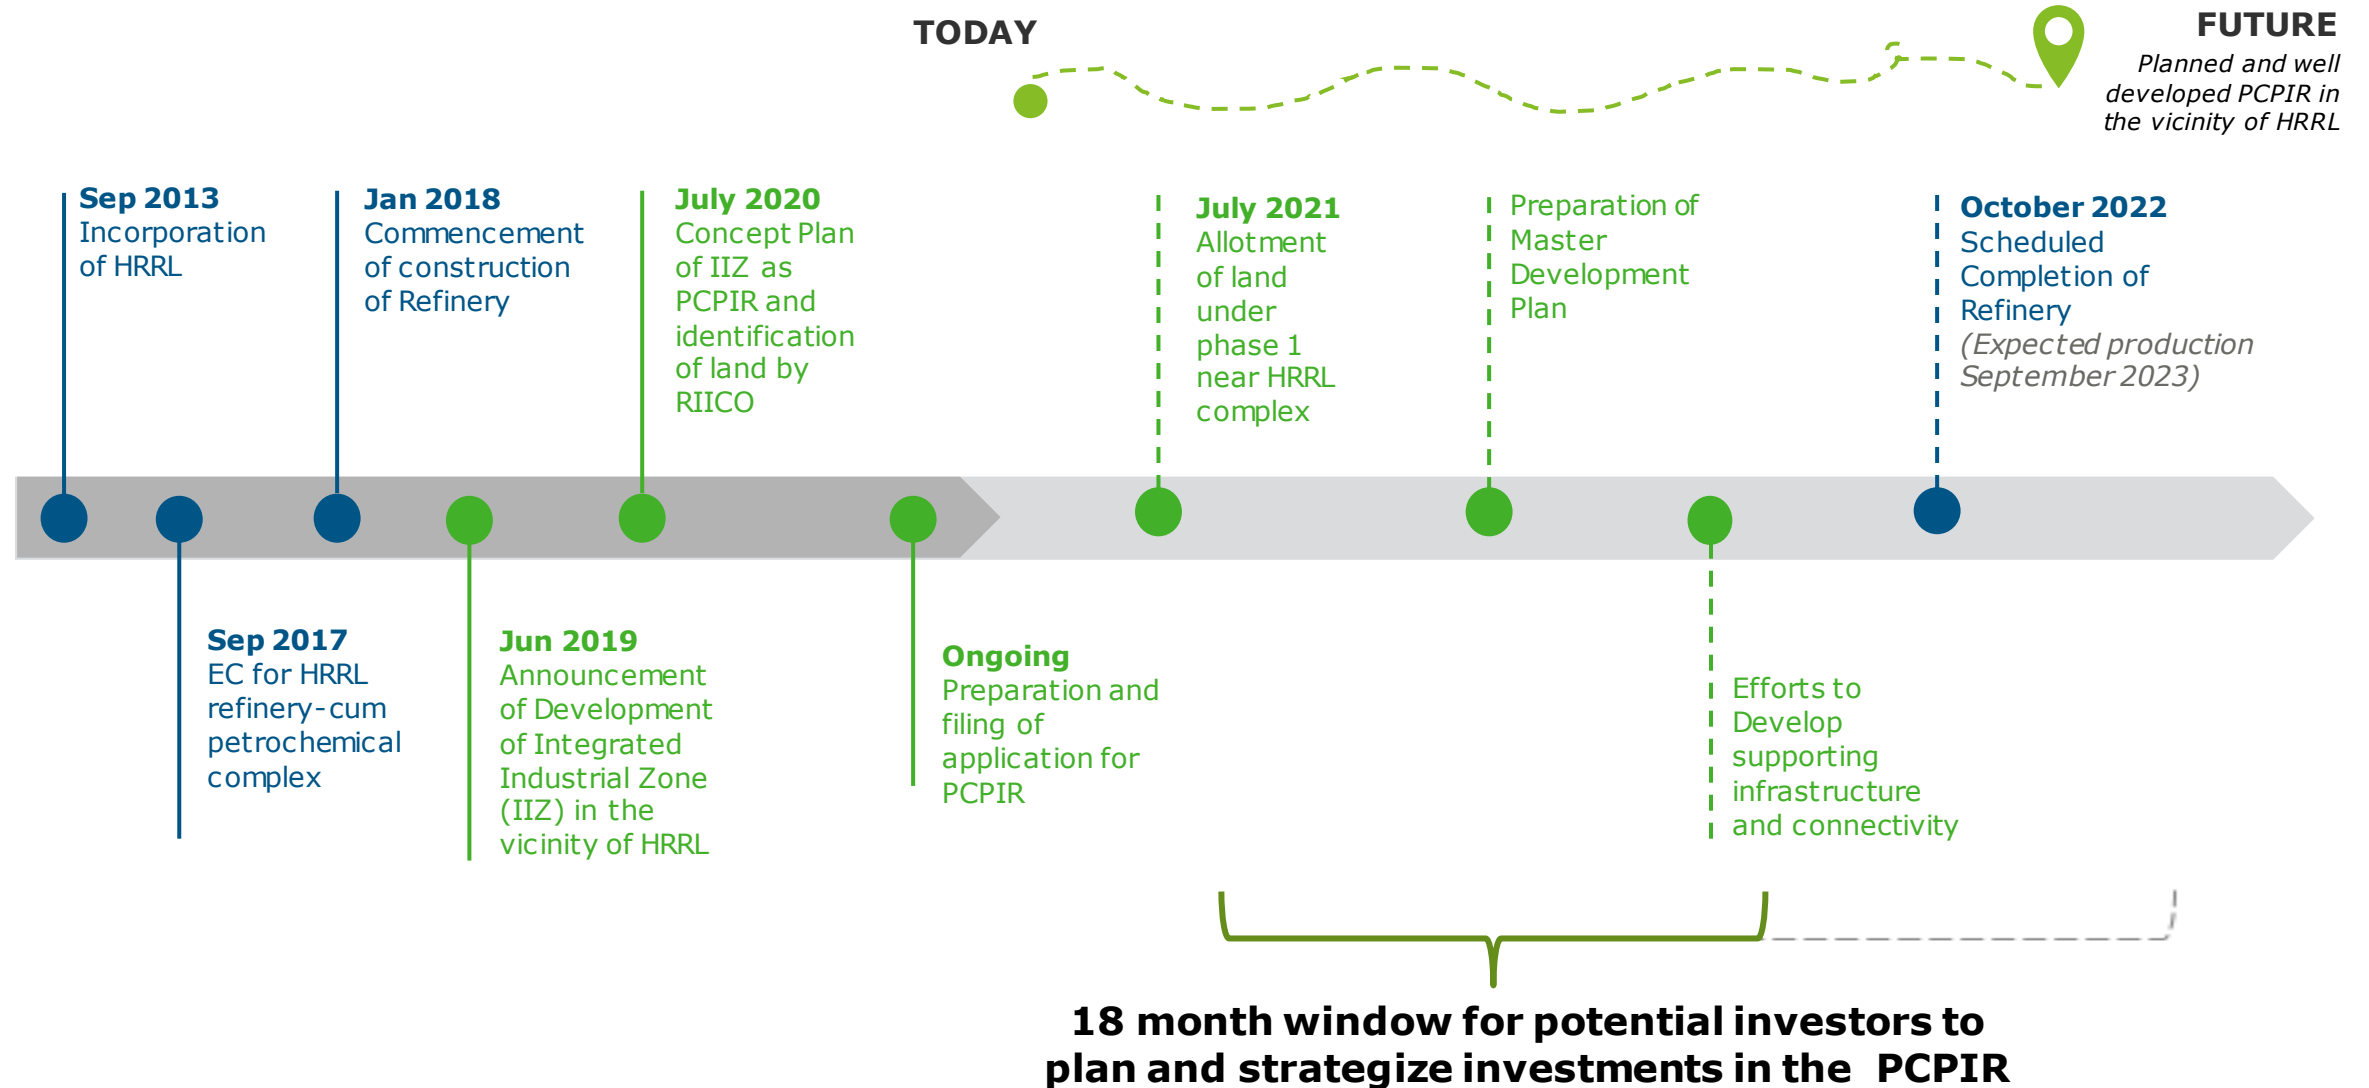 TODAY
FUTURE
Planned and well
developed PCPIR in
the vicinity of HRRL
Sep 2013
Incorporation
of HRRL
Jan 2018
Commencement
of construction
of Refinery
July 2020
Concept Plan
of IIZ as
PCPIR and
identification
of land by
RIICO
July 2021
Allotment
of land
under
phase 1
near HRRL
complex
Preparation of
Master
Development
Plan
October 2022
Scheduled
Completion of
Refinery
(Expected production
September 2023)
Sep 2017
EC for HRRL
refinery-cum
petrochemical
complex
Jun 2019
Announcement
of Development
of Integrated
Industrial Zone
(IIZ) in the
vicinity of HRRL
Ongoing
Preparation and
filing of
application for
PCPIR
Efforts to
Develop
supporting
infrastructure
and connectivity
18 month window for potential investors to
plan and strategize investments in the PCPIR